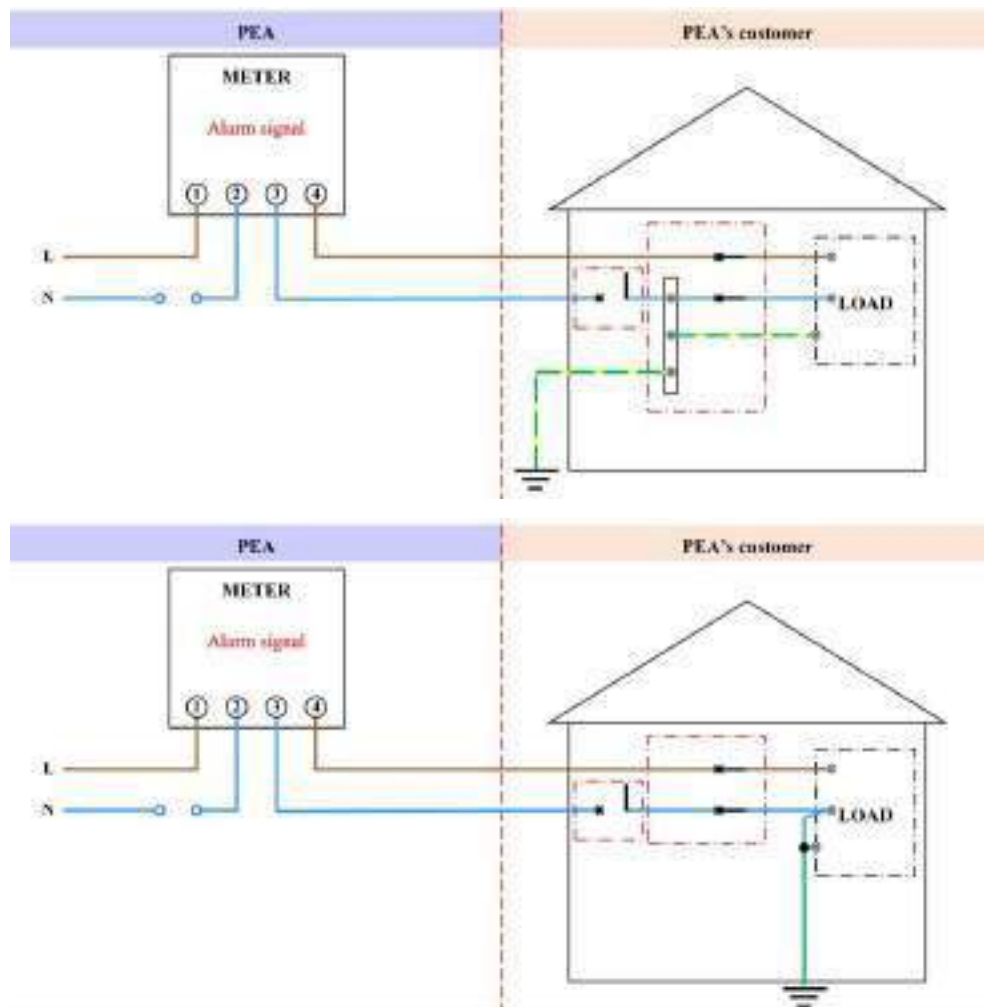 PEA PEA's customer
METER
Alarm signal
1 2 3 4
L
N
LOAD
PEA PEA's customer
METER
Alarm signal
1 2 3 4
L
N
LOAD